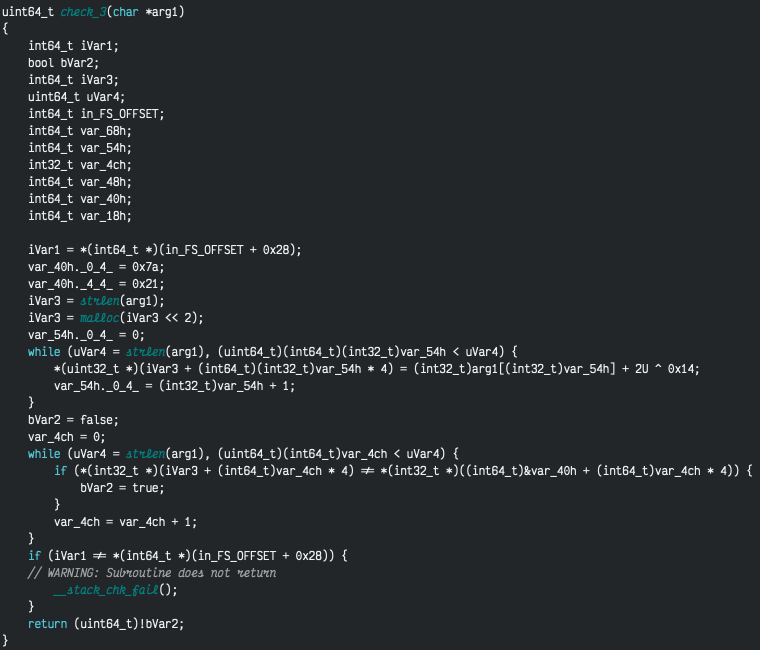 uint64_t check_3(char *arg1)
{
    int64_t iVar1;
    bool bVar2;
    int64_t iVar3;
    uint64_t uVar4;
    int64_t in_FS_OFFSET;
    int64_t var_68h;
    int64_t var_54h;
    int32_t var_4ch;
    int64_t var_48h;
    int64_t var_40h;
    int64_t var_18h;

    iVar1 = *(int64_t *)(in_FS_OFFSET + 0x28);
    var_40h._0_4_ = 0x7a;
    var_40h._4_4_ = 0x21;
    iVar3 = strlen(arg1);
    iVar3 = malloc(iVar3 << 2);
    var_54h._0_4_ = 0;
    while (uVar4 = strlen(arg1), (uint64_t)(int64_t)(int32_t)var_54h < uVar4) {
        *(uint32_t *)(iVar3 + (int64_t)(int32_t)var_54h * 4) = (int32_t)arg1[(int32_t)var_54h] + 2U ^ 0x14;
        var_54h._0_4_ = (int32_t)var_54h + 1;
    }
    bVar2 = false;
    var_4ch = 0;
    while (uVar4 = strlen(arg1), (uint64_t)(int64_t)var_4ch < uVar4) {
        if (*(int32_t *)(iVar3 + (int64_t)var_4ch * 4) != *(int32_t *)((int64_t)&var_40h + (int64_t)var_4ch * 4)) {
            bVar2 = true;
        }
        var_4ch = var_4ch + 1;
    }
    if (iVar1 != *(int64_t *)(in_FS_OFFSET + 0x28)) {
    // WARNING: Subroutine does not return
        __stack_chk_fail();
    }
    return (uint64_t)!bVar2;
}